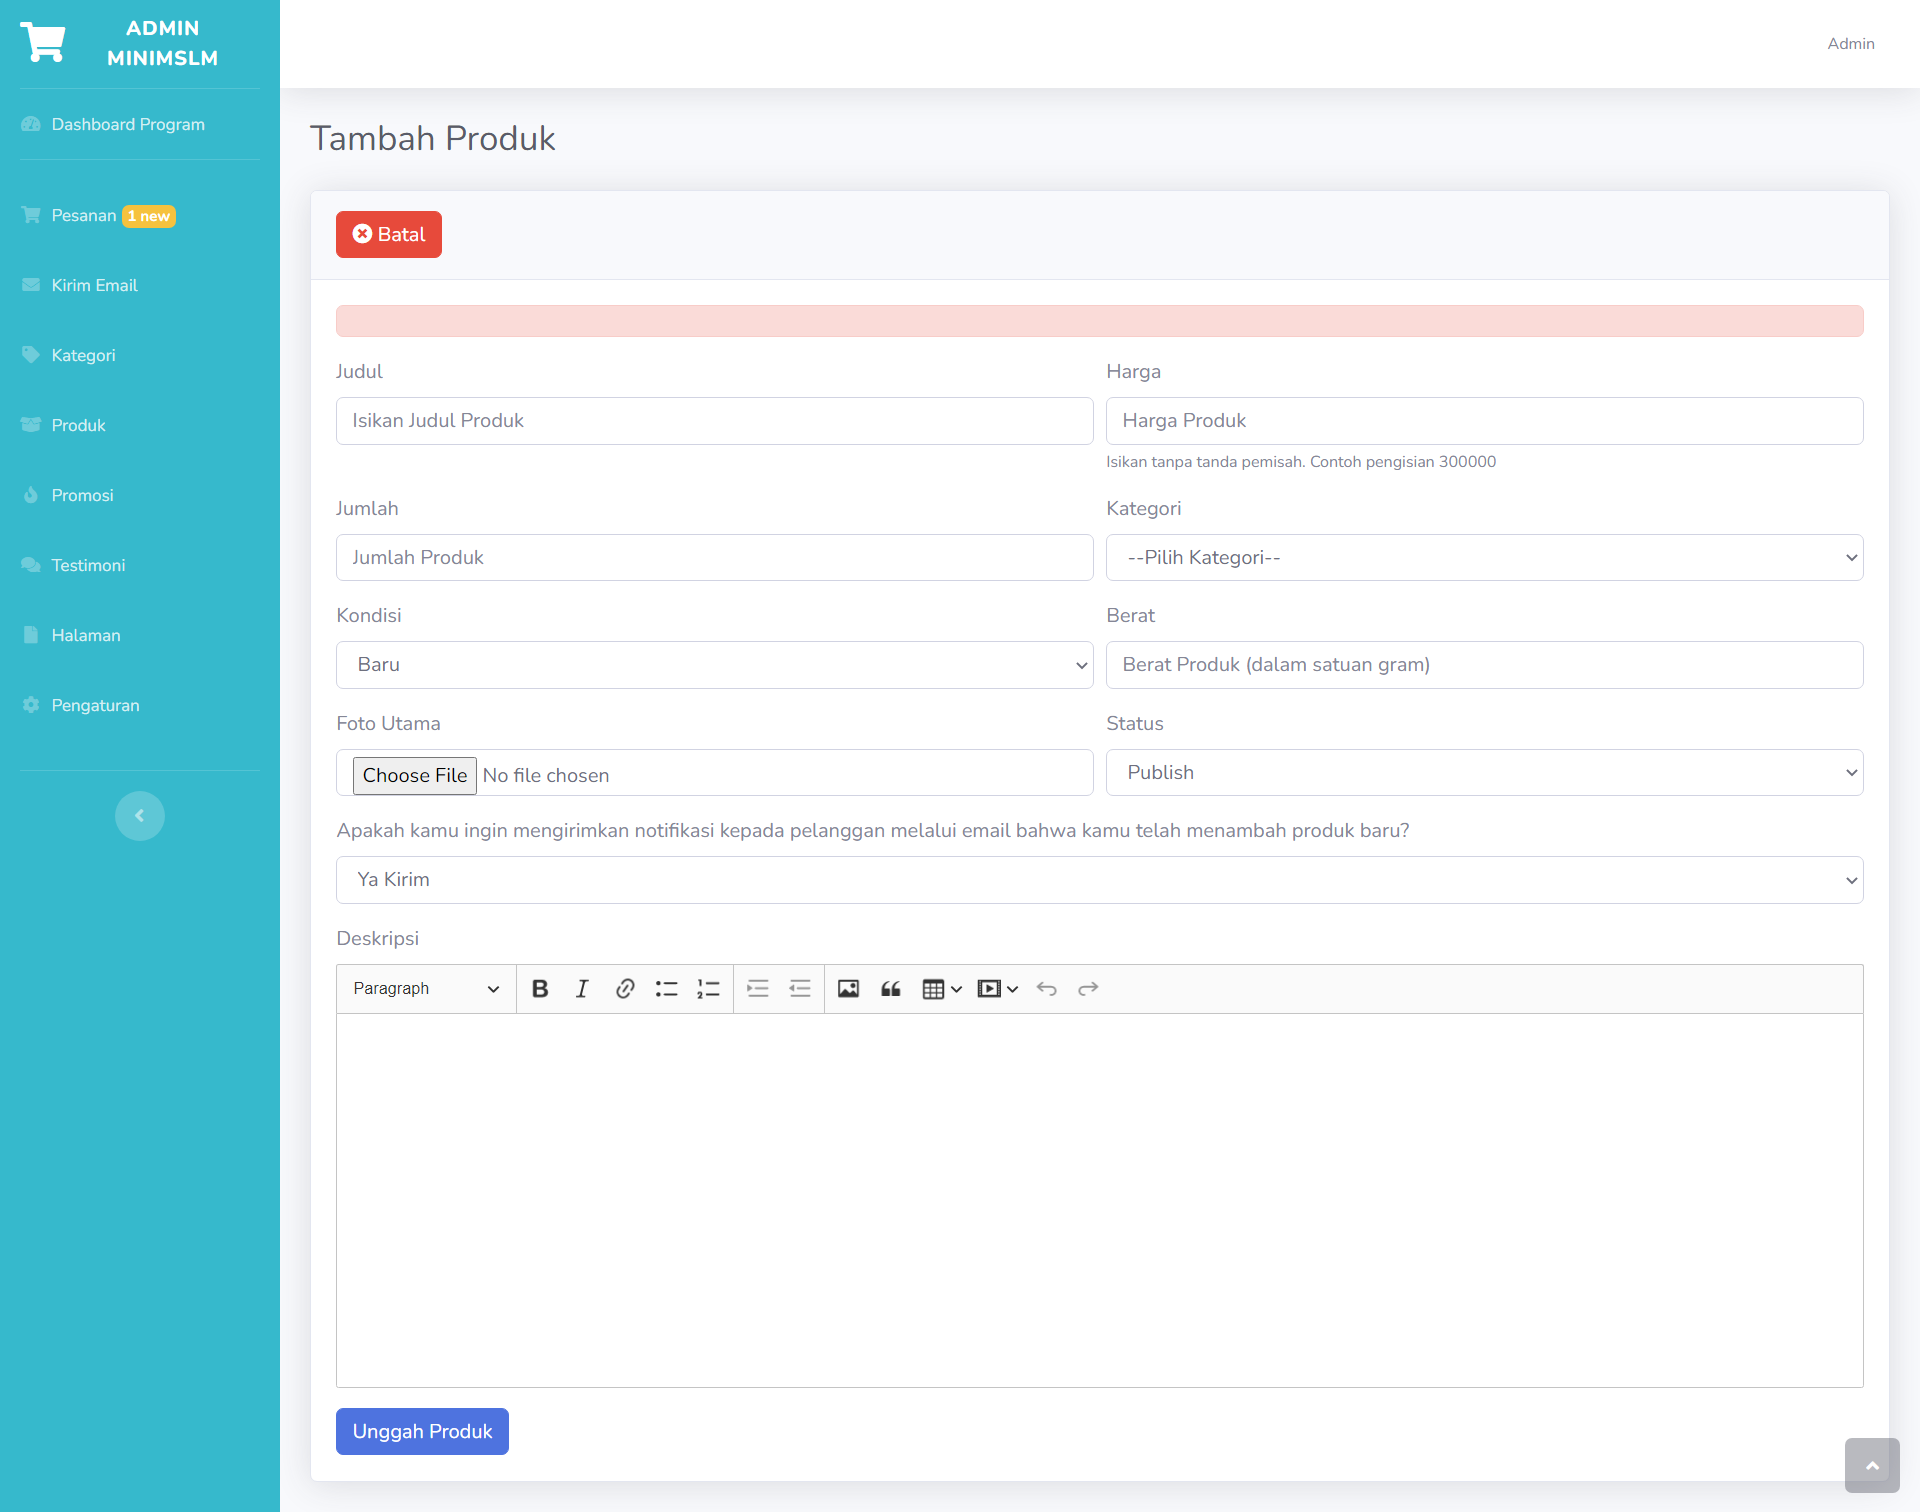 ADMIN
MINIMSLM
Dashboard Program
Pesanan 1 new
Kirim Email
Kategori
Produk
Promosi
Testimoni
Halaman
Pengaturan
Admin
Tambah Produk
Batal
Judul
Isikan Judul Produk
Harga
Harga Produk
Isikan tanpa tanda pemisah. Contoh pengisian 300000
Jumlah
Jumlah Produk
Kategori
--Pilih Kategori--
Kondisi
Baru
Berat
Berat Produk (dalam satuan gram)
Foto Utama
Choose File No file chosen
Status
Publish
Apakah kamu ingin mengirimkan notifikasi kepada pelanggan melalui email bahwa kamu telah menambah produk baru?
Ya Kirim
Deskripsi
Paragraph
Unggah Produk